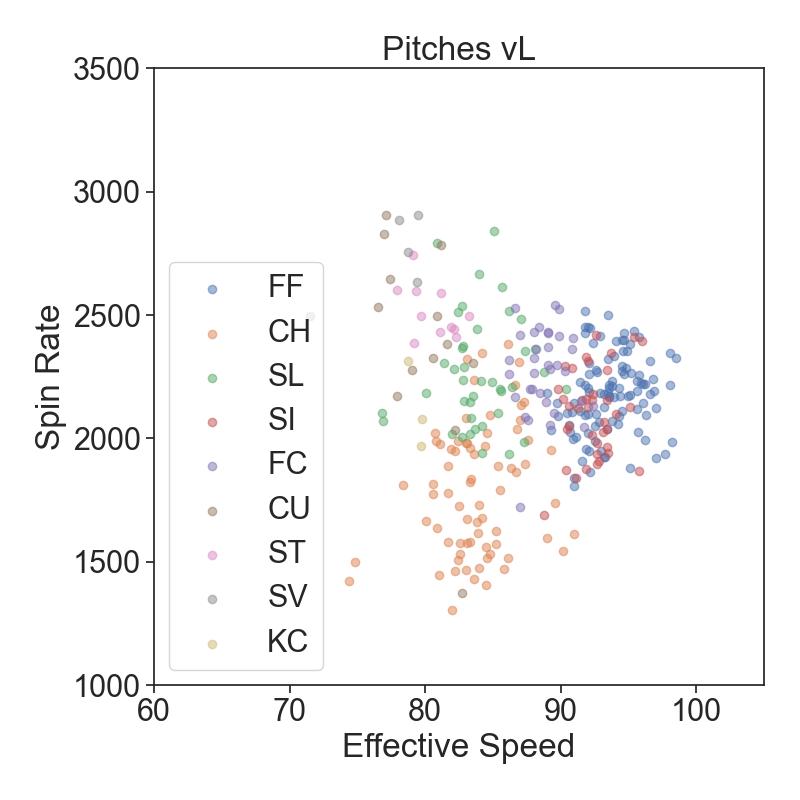 Pitches vL
3500
3000
2500
2000
1500
1000
Spin Rate
FF
CH
SL
SI
FC
CU
ST
SV
KC
60 70 80 90 100
Effective Speed